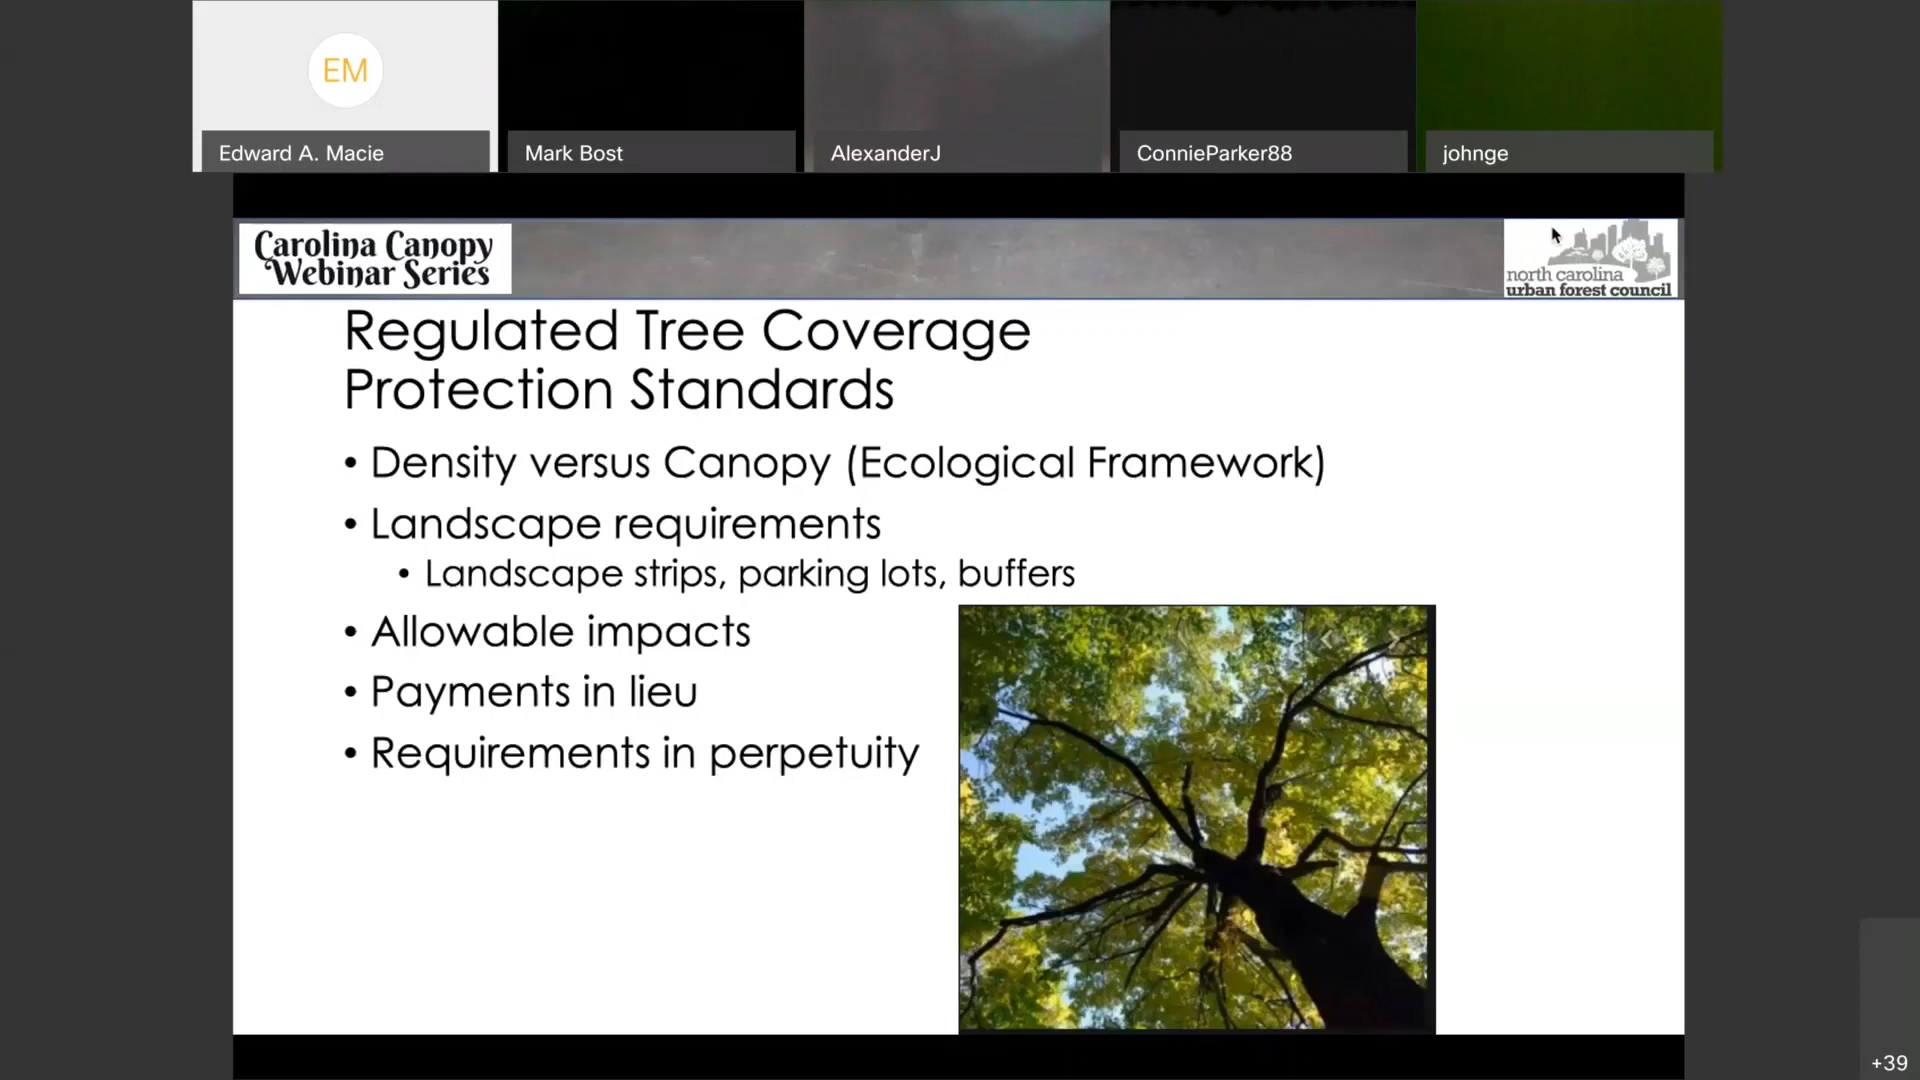 EM
Edward A. Macie
Mark Bost
AlexanderJ
ConnieParker88
johnge
Carolina Canopy
Webinar Series
north carolina
urban forest council
Regulated Tree Coverage
Protection Standards
• Density versus Canopy (Ecological Framework)
• Landscape requirements
• Landscape strips, parking lots, buffers
• Allowable impacts
• Payments in lieu
• Requirements in perpetuity
+39